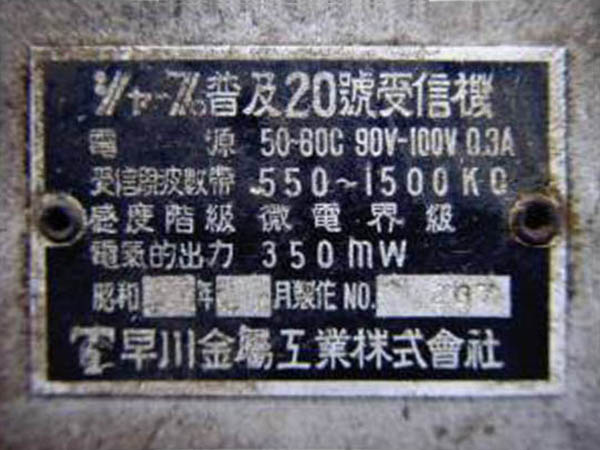 シャープ普及20號受信機
電源 50~60C 90V-100V 0.3A
受信周波數帶 550~1500KC
感度階級 微電界級
電氣的出力 350mW
昭和 年 月製作 NO.
早川金屬工業株式會社